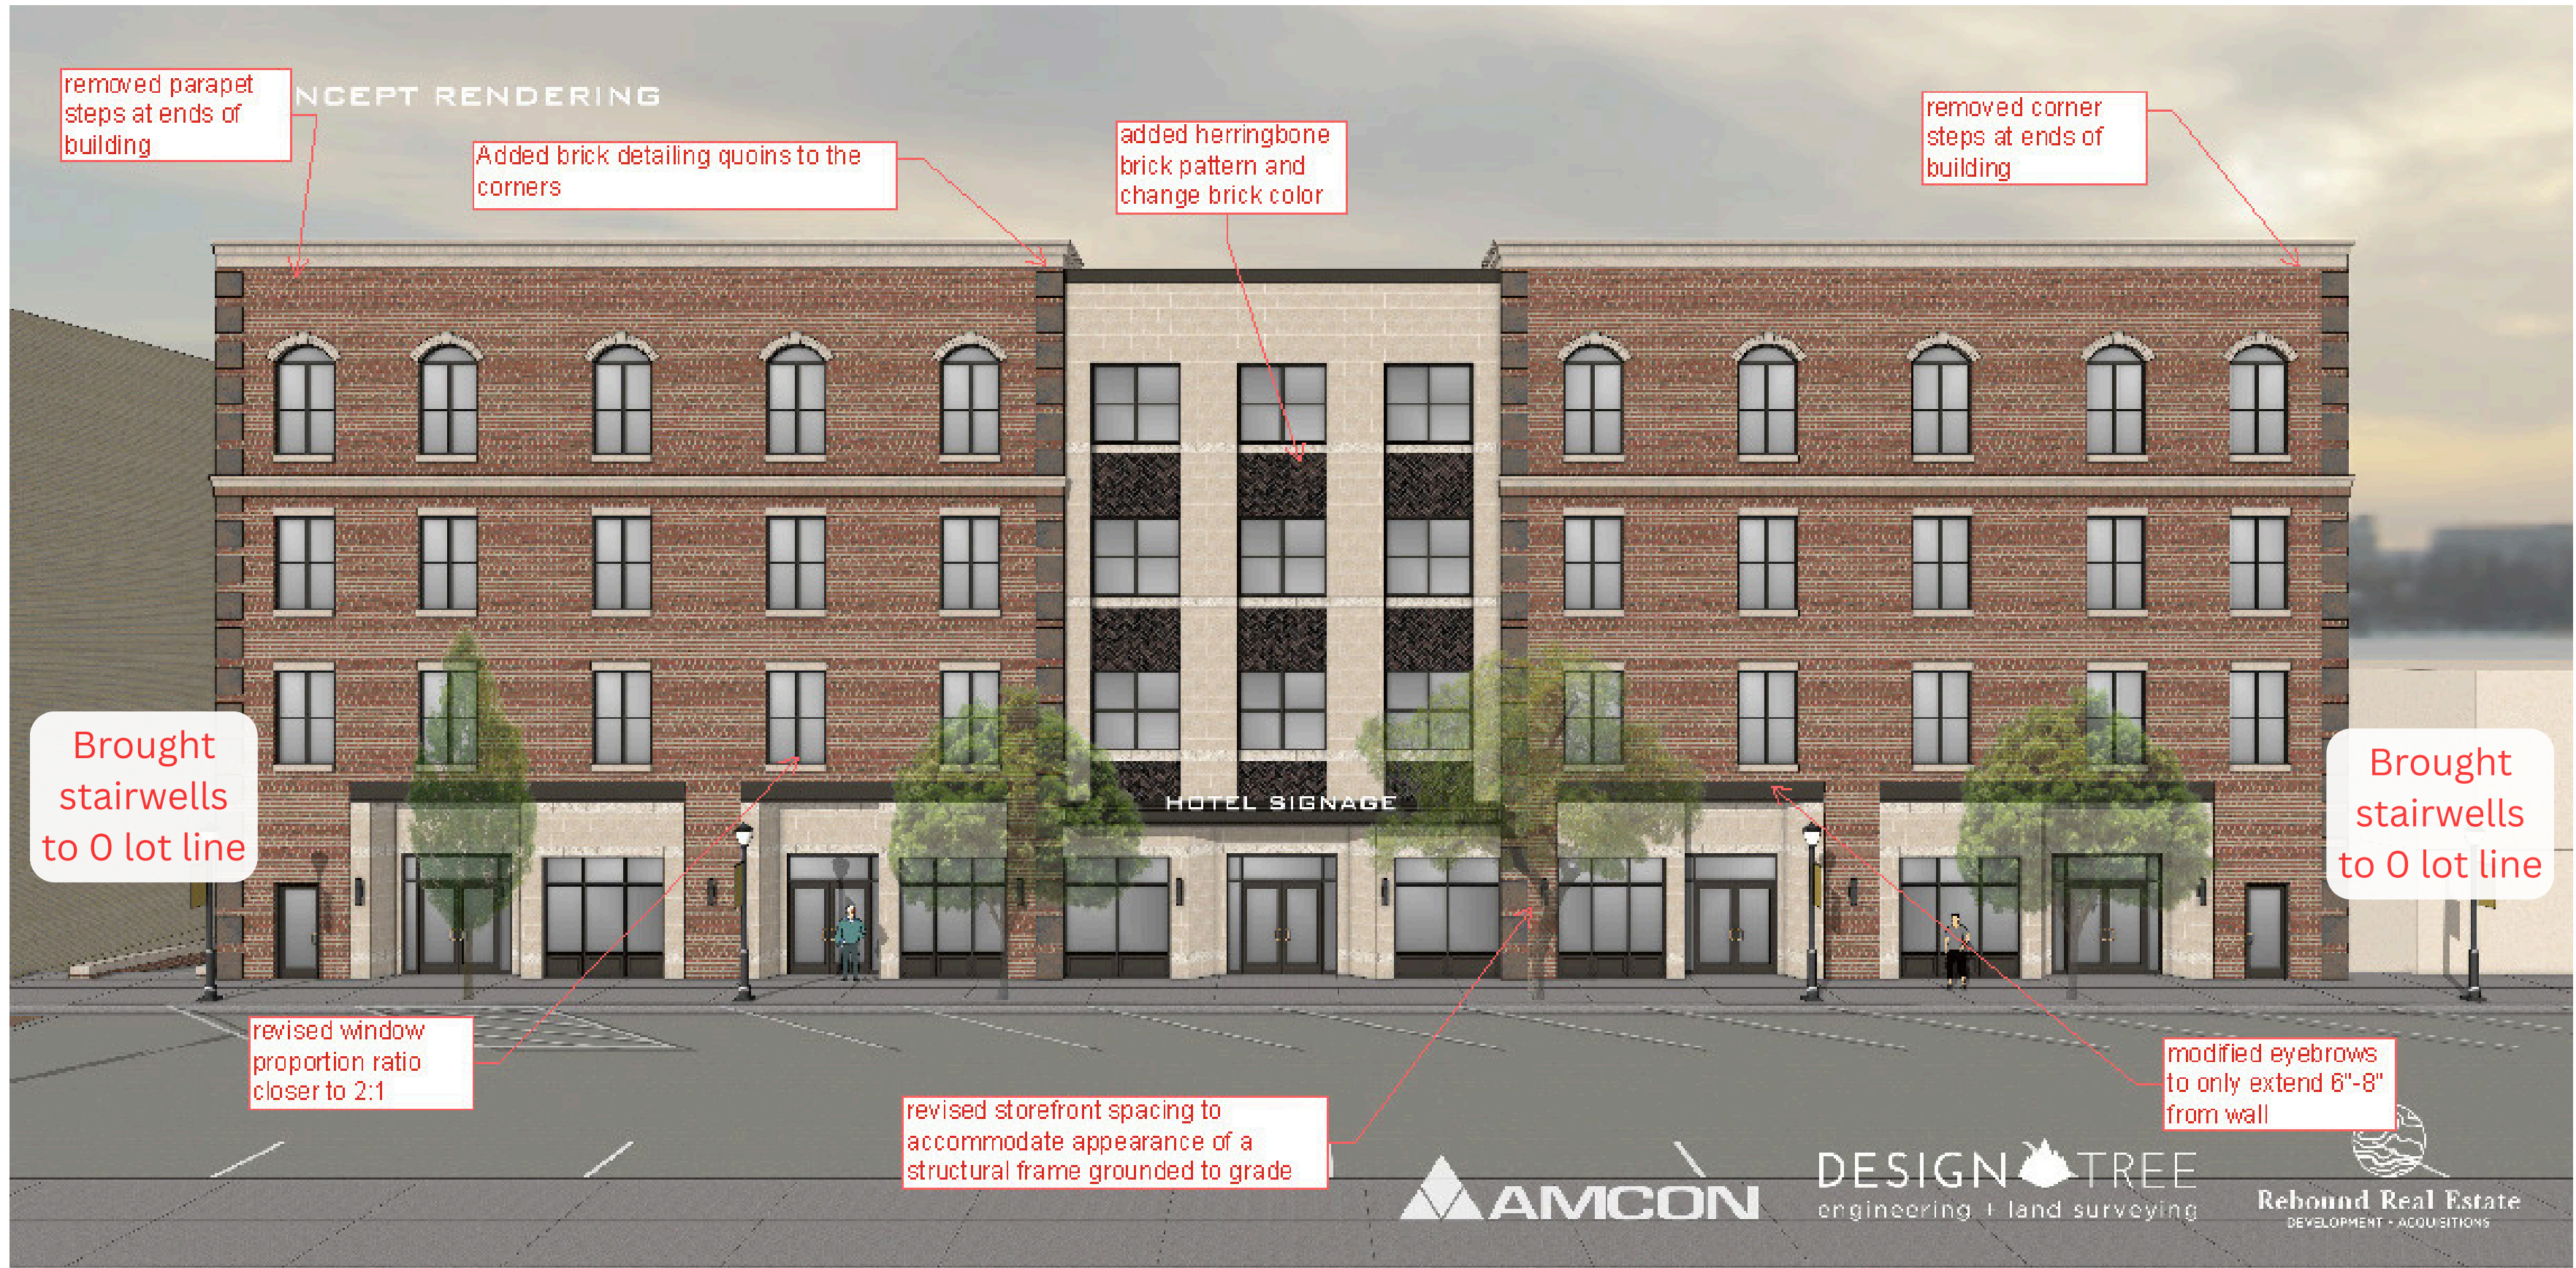 NCEPT RENDERING
removed parapet
steps at ends of
building
Added brick detailing quoins to the
corners
added herringbone
brick pattern and
change brick color
removed corner
steps at ends of
building
Brought
stairwells
to 0 lot line
HOTEL SIGNAGE
Brought
stairwells
to 0 lot line
revised window
proportion ratio
closer to 2:1
revised storefront spacing to
accommodate appearance of a
structural frame grounded to grade
modified eyebrows
to only extend 6"-8"
from wall
AMCON
DESIGN TREE
engineering + land surveying
Rebound Real Estate
DEVELOPMENT • ACQUISITIONS